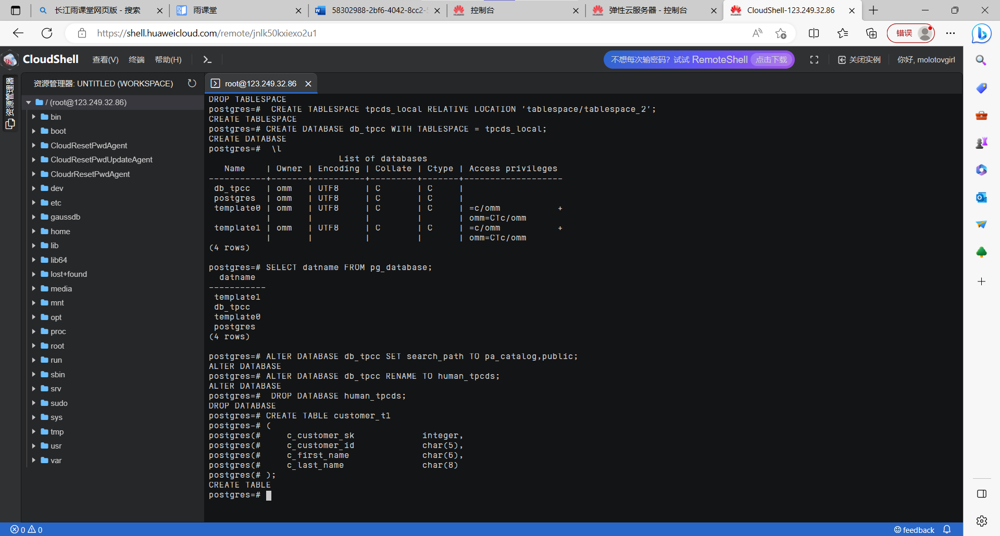 长江雨课堂网页版 - 搜索
雨课堂
58302988-2bf6-4042-8cc2-
控制台
弹性云服务器 - 控制台
CloudShell-123.249.32.86
https://shell.huaweicloud.com/remote/jnlk50kxiexo2u1
错误
CloudShell
查看(V)
终端
帮助(H)
不想每次输密码? 试试 RemoteShell
点击下载
关闭实例
你好, molotovgirl
资源管理器
资源管理器: UNTITLED (WORKSPACE)
/ (root@123.249.32.86)
bin
boot
CloudResetPwdAgent
CloudResetPwdUpdateAgent
CloudrResetPwdAgent
dev
etc
gaussdb
home
lib
lib64
lost+found
media
mnt
opt
proc
root
run
sbin
srv
sudo
sys
tmp
usr
var
root@123.249.32.86
DROP TABLESPACE
postgres=#  CREATE TABLESPACE tpcds_local RELATIVE LOCATION 'tablespace/tablespace_2';
CREATE TABLESPACE
postgres=# CREATE DATABASE db_tpcc WITH TABLESPACE = tpcds_local;
CREATE DATABASE
postgres=#  \l
                         List of databases
   Name    | Owner | Encoding | Collate | Ctype | Access privileges
-----------+-------+----------+---------+-------+-------------------
 db_tpcc   | omm   | UTF8     | C       | C     |
 postgres  | omm   | UTF8     | C       | C     |
 template0 | omm   | UTF8     | C       | C     | =c/omm           +
           |       |          |         |       | omm=CTc/omm
 template1 | omm   | UTF8     | C       | C     | =c/omm           +
           |       |          |         |       | omm=CTc/omm
(4 rows)
postgres=# SELECT datname FROM pg_database;
  datname
-----------
 template1
 db_tpcc
 template0
 postgres
(4 rows)
postgres=# ALTER DATABASE db_tpcc SET search_path TO pa_catalog,public;
ALTER DATABASE
postgres=# ALTER DATABASE db_tpcc RENAME TO human_tpcds;
ALTER DATABASE
postgres=#  DROP DATABASE human_tpcds;
DROP DATABASE
postgres=# CREATE TABLE customer_t1
postgres-# (
postgres(#     c_customer_sk             integer,
postgres(#     c_customer_id             char(5),
postgres(#     c_first_name              char(6),
postgres(#     c_last_name               char(8)
postgres(# );
CREATE TABLE
postgres=#
0
0
feedback